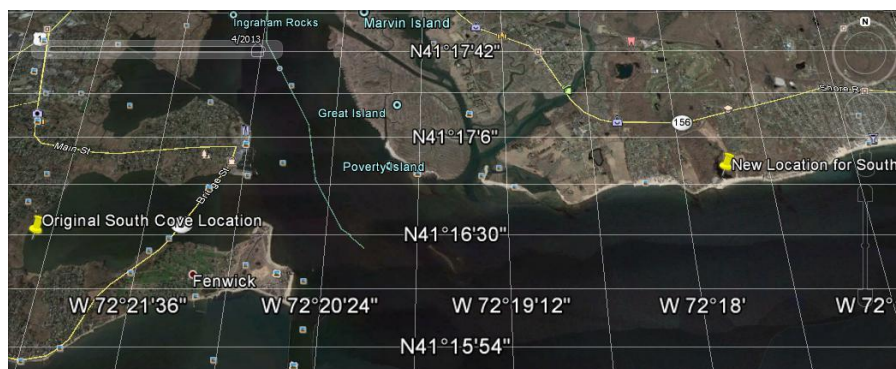 Ingraham Rocks
Marvin Island
1
4/2013
N
N41°17'42"
Shore R
Great Island
156
N41°17'6"
Main St
Poverty Island
New Location for South
Bridge St
Original South Cove Location
N41°16'30"
Fenwick
W 72°21'36"
W 72°20'24"
W 72°19'12"
W 72°18'
W 72°
N41°15'54"